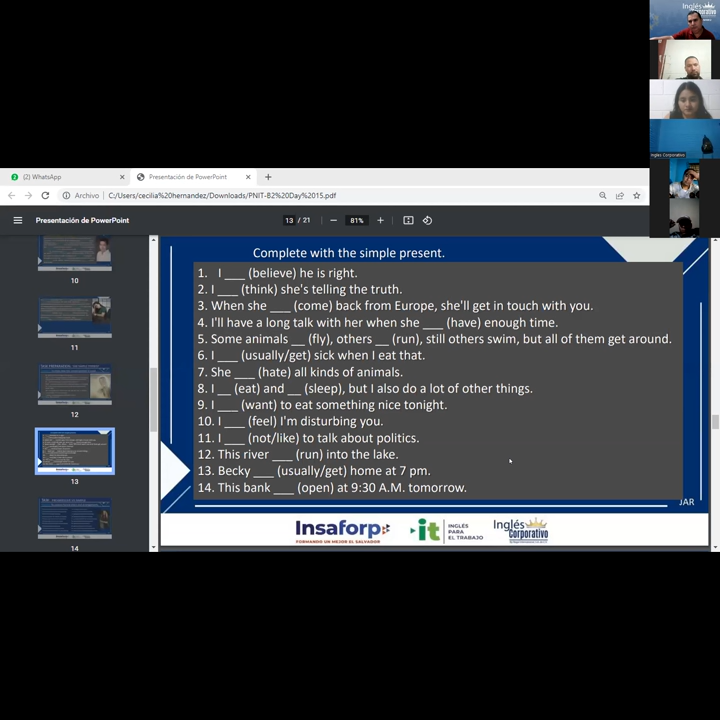 Inglés
Corporativo
Inglés Corporativo
(2) WhatsApp
Presentación de PowerPoint
Archivo
C:/Users/cecilia%20hernandez/Downloads/PNIT-B2%20Day%2015.pdf
Presentación de PowerPoint
13 / 21
81%
10
11
12
13
14
Complete with the simple present.
1. I ___ (believe) he is right.
2. I ___ (think) she's telling the truth.
3. When she ___ (come) back from Europe, she'll get in touch with you.
4. I'll have a long talk with her when she ___ (have) enough time.
5. Some animals __ (fly), others __ (run), still others swim, but all of them get around.
6. I ___ (usually/get) sick when I eat that.
7. She ___ (hate) all kinds of animals.
8. I __ (eat) and __ (sleep), but I also do a lot of other things.
9. I ___ (want) to eat something nice tonight.
10. I ___ (feel) I'm disturbing you.
11. I ___ (not/like) to talk about politics.
12. This river ___ (run) into the lake.
13. Becky ___ (usually/get) home at 7 pm.
14. This bank ___ (open) at 9:30 A.M. tomorrow.
JAR
Insaforp
FORMANDO UN MEJOR EL SALVADOR
it
INGLÉS
PARA
EL TRABAJO
Inglés
Corporativo